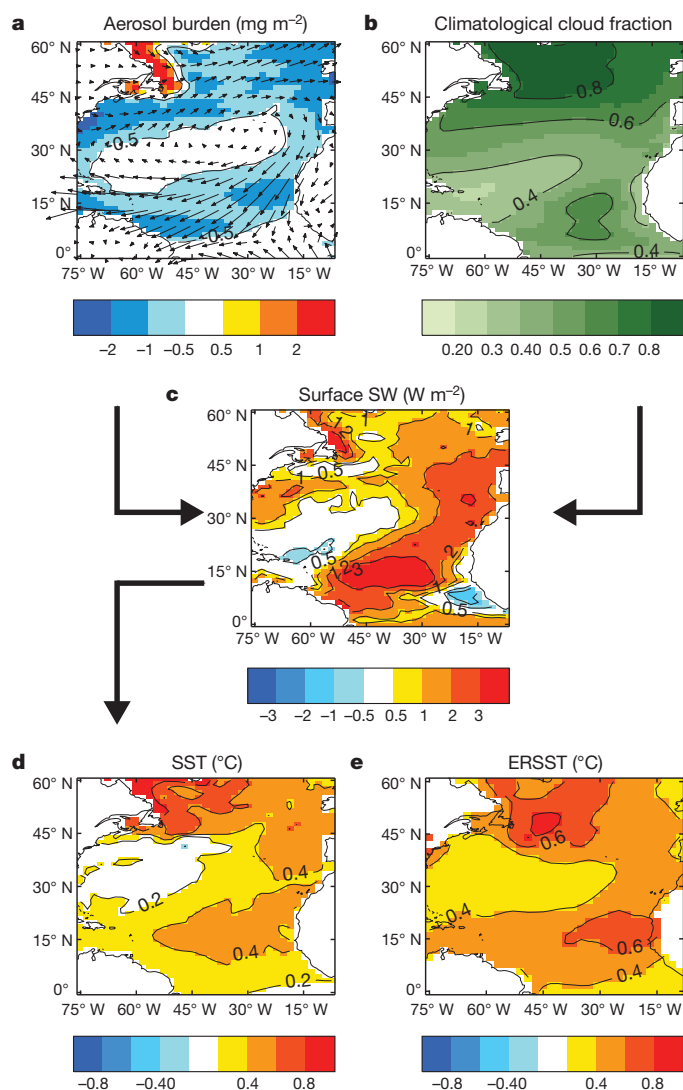 a Aerosol burden (mg m⁻²)
60° N
45° N
30° N
15° N
0°
0.5
−0.5
75° W 60° W 45° W 30° W 15° W
−2 −1 −0.5 0.5 1 2
b Climatological cloud fraction
60° N
45° N
30° N
15° N
0°
0.8
0.6
0.4
0.4
75° W 60° W 45° W 30° W 15° W
0.20 0.3 0.40 0.5 0.6 0.7 0.8
c Surface SW (W m⁻²)
60° N
45° N
30° N
15° N
0°
1
2
1
1
0.5
1
0.5
1
2
3
2
1
0.5
75° W 60° W 45° W 30° W 15° W
−3 −2 −1 −0.5 0.5 1 2 3
d SST (°C)
60° N
45° N
30° N
15° N
0°
0.2
0.4
0.4
0.2
75° W 60° W 45° W 30° W 15° W
−0.8 −0.40 0.4 0.8
e ERSST (°C)
60° N
45° N
30° N
15° N
0°
0.6
0.4
0.6
0.4
75° W 60° W 45° W 30° W 15° W
−0.8 −0.40 0.4 0.8